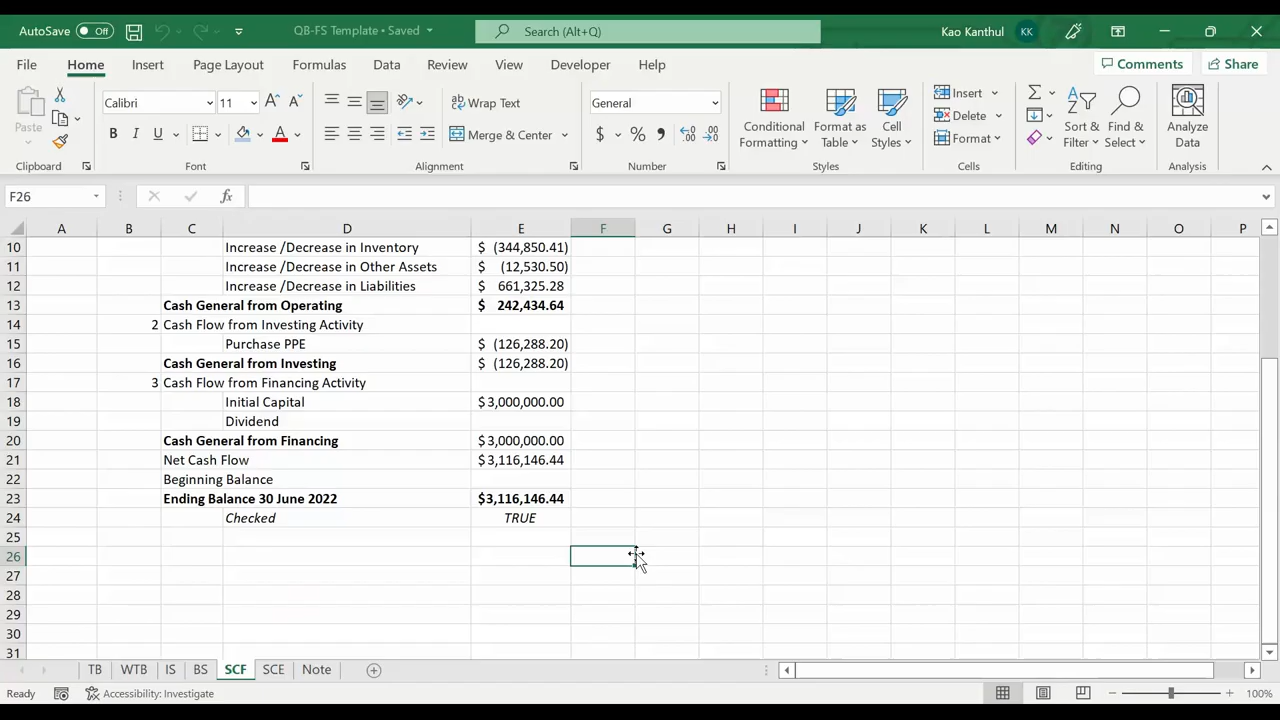 AutoSave Off QB-FS Template • Saved Search (Alt+Q) Kao Kanthul KK
File Home Insert Page Layout Formulas Data Review View Developer Help Comments Share
Paste Calibri 11 Wrap Text General Conditional Formatting Format as Table Cell Styles Insert Sort & Filter Find & Select Analyze Data
B I U A Merge & Center $ % Delete
Format
Clipboard Font Alignment Number Styles Cells Editing Analysis
F26 fx
A B C D E F G H I J K L M N O P
10 Increase /Decrease in Inventory $ (344,850.41)
11 Increase /Decrease in Other Assets $ (12,530.50)
12 Increase /Decrease in Liabilities $ 661,325.28
13 Cash General from Operating $ 242,434.64
14 2 Cash Flow from Investing Activity
15 Purchase PPE $ (126,288.20)
16 Cash General from Investing $ (126,288.20)
17 3 Cash Flow from Financing Activity
18 Initial Capital $3,000,000.00
19 Dividend
20 Cash General from Financing $3,000,000.00
21 Net Cash Flow $3,116,146.44
22 Beginning Balance
23 Ending Balance 30 June 2022 $3,116,146.44
24 Checked TRUE
25
26
27
28
29
30
31
TB WTB IS BS SCF SCE Note
Ready Accessibility: Investigate 100%